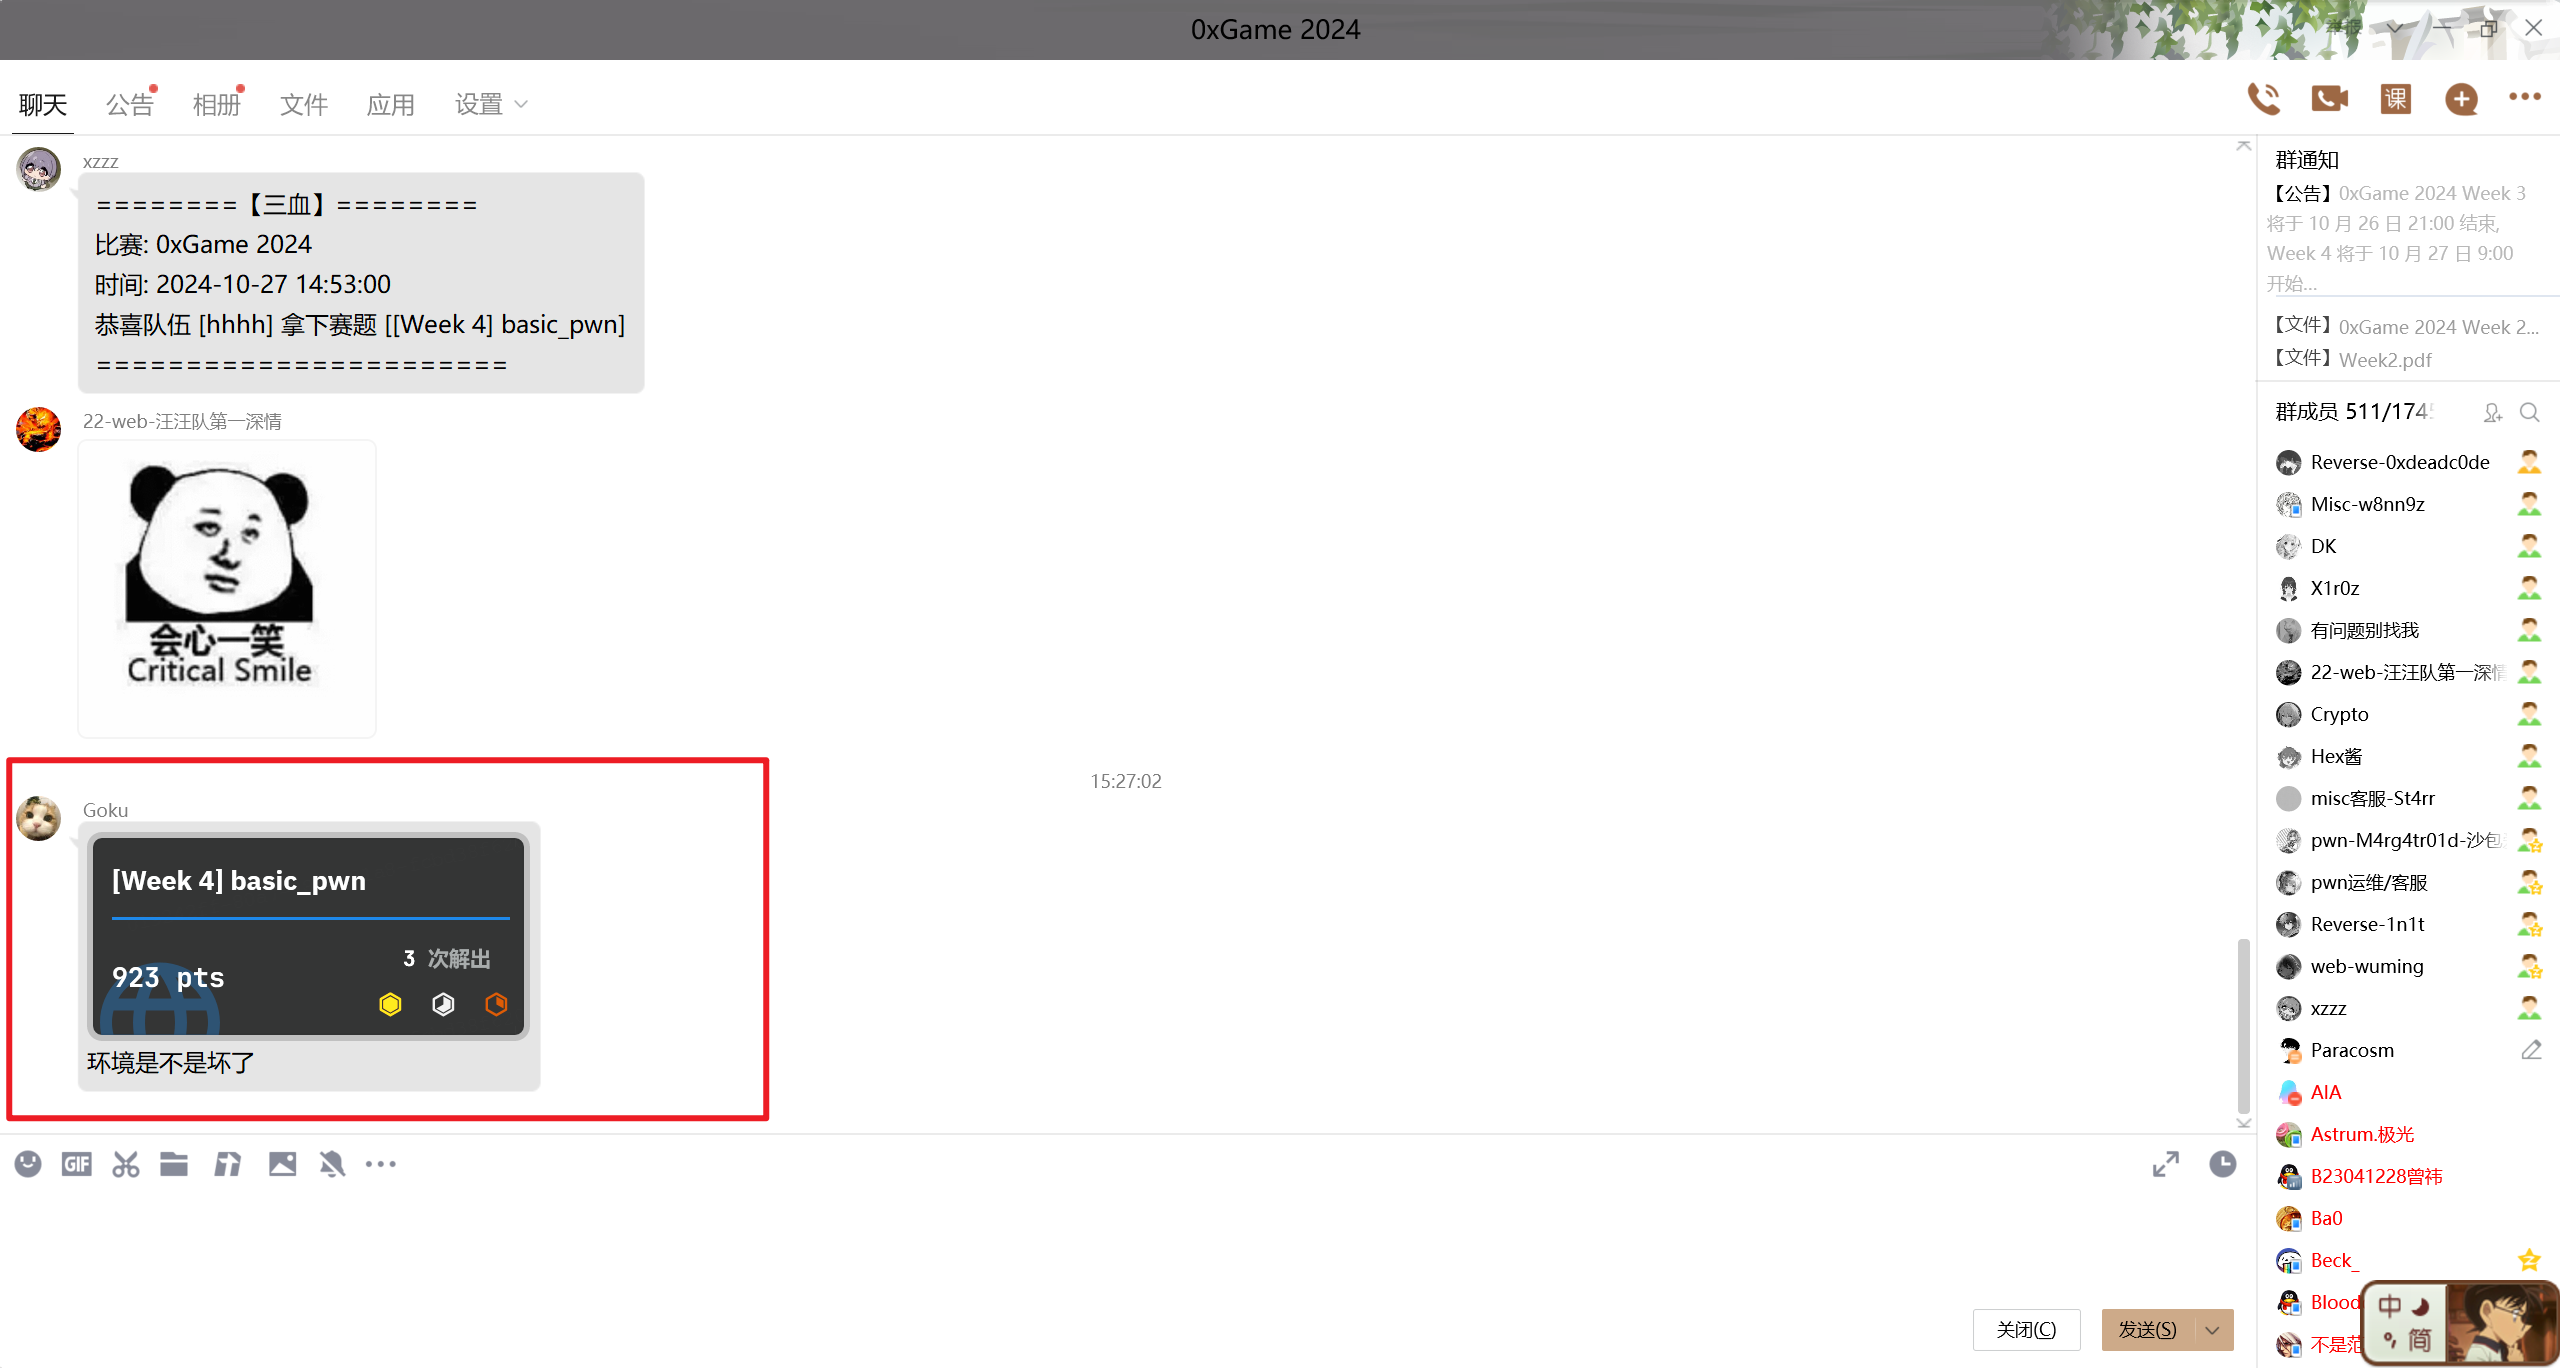 0xGame 2024
举报
聊天 公告 相册 文件 应用 设置
课
xzzz
========【三血】========
比赛: 0xGame 2024
时间: 2024-10-27 14:53:00
恭喜队伍 [hhhh] 拿下赛题 [[Week 4] basic_pwn]
=======================
22-web-汪汪队第一深情
会心一笑
Critical Smile
15:27:02
Goku
[Week 4] basic_pwn
3 次解出
923 pts
环境是不是坏了
GIF
关闭(C) 发送(S)
群通知
【公告】0xGame 2024 Week 3
将于 10 月 26 日 21:00 结束,
Week 4 将于 10 月 27 日 9:00
开始...
【文件】0xGame 2024 Week 2...
【文件】Week2.pdf
群成员 511/174
Reverse-0xdeadc0de
Misc-w8nn9z
DK
X1r0z
有问题别找我
22-web-汪汪队第一深情
Crypto
Hex酱
misc客服-St4rr
pwn-M4rg4tr01d-沙包
pwn运维/客服
Reverse-1n1t
web-wuming
xzzz
Paracosm
AIA
Astrum.极光
B23041228曾祎
Ba0
Beck_
Blood
不是范
中
简